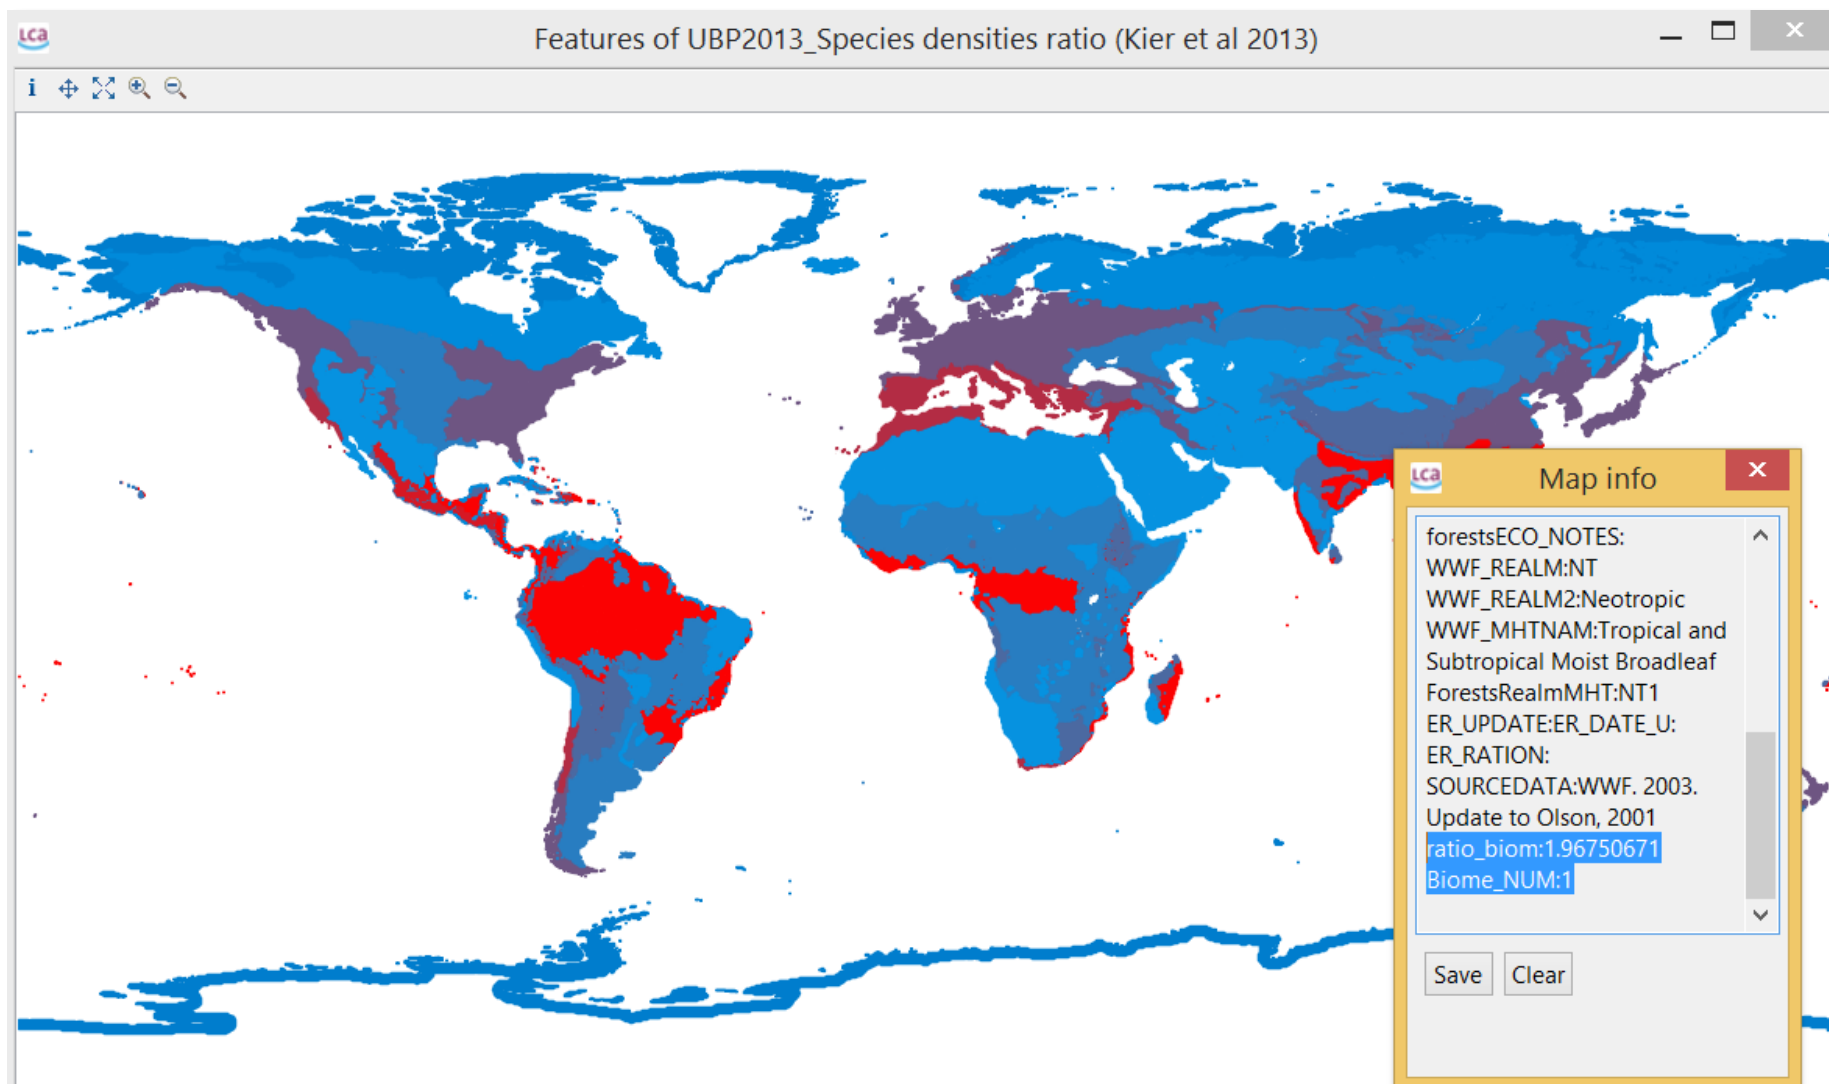 LCA
Features of UBP2013_Species densities ratio (Kier et al 2013)
i
LCA
Map info
forestsECO_NOTES:
WWF_REALM:NT
WWF_REALM2:Neotropic
WWF_MHTNAM:Tropical and
Subtropical Moist Broadleaf
ForestsRealmMHT:NT1
ER_UPDATE:ER_DATE_U:
ER_RATION:
SOURCEDATA:WWF. 2003.
Update to Olson, 2001
ratio_biom:1.96750671
Biome_NUM:1
Save Clear